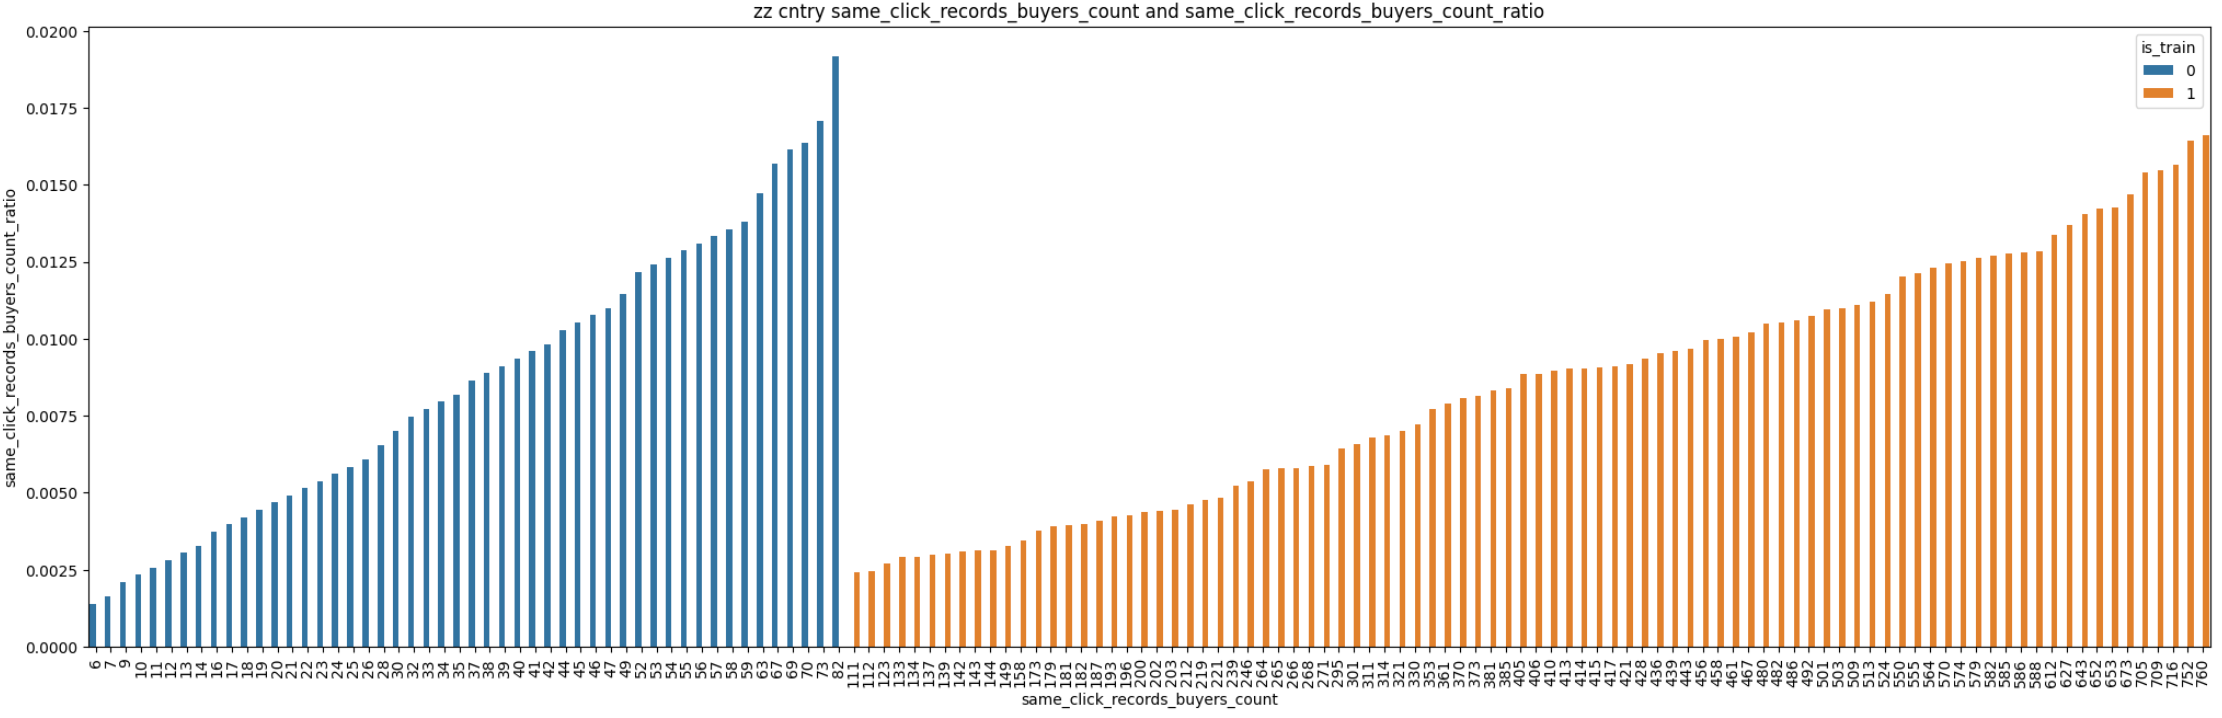 zz cntry same_click_records_buyers_count and same_click_records_buyers_count_ratio
is_train
0
1
same_click_records_buyers_count_ratio
0.0200
0.0175
0.0150
0.0125
0.0100
0.0075
0.0050
0.0025
0.0000
6 7 9 10 11 12 13 14 16 17 18 19 20 21 22 23 24 25 26 28 30 32 33 34 35 37 38 39 40 41 42 44 45 46 47 49 52 53 54 55 56 57 58 59 63 67 69 70 73 82 111 112 123 133 134 137 139 142 143 144 149 158 173 179 181 182 187 193 196 200 202 203 212 219 221 239 246 264 265 266 268 271 295 301 311 314 321 330 353 361 370 373 381 385 405 406 410 413 414 415 417 421 428 436 439 443 456 458 461 467 480 482 486 492 501 503 509 513 524 550 555 564 570 574 579 582 585 586 588 612 627 643 652 653 673 705 709 716 752 760
same_click_records_buyers_count